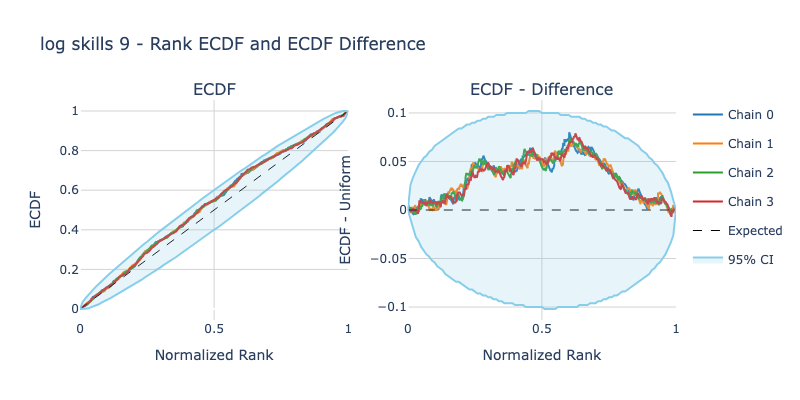 log skills 9 - Rank ECDF and ECDF Difference
ECDF
ECDF - Difference
1
0.8
0.6
0.4
0.2
0
ECDF
0
0.5
1
Normalized Rank
0.1
0.05
0
−0.05
−0.1
ECDF - Uniform
0
0.5
1
Normalized Rank
Chain 0
Chain 1
Chain 2
Chain 3
Expected
95% CI